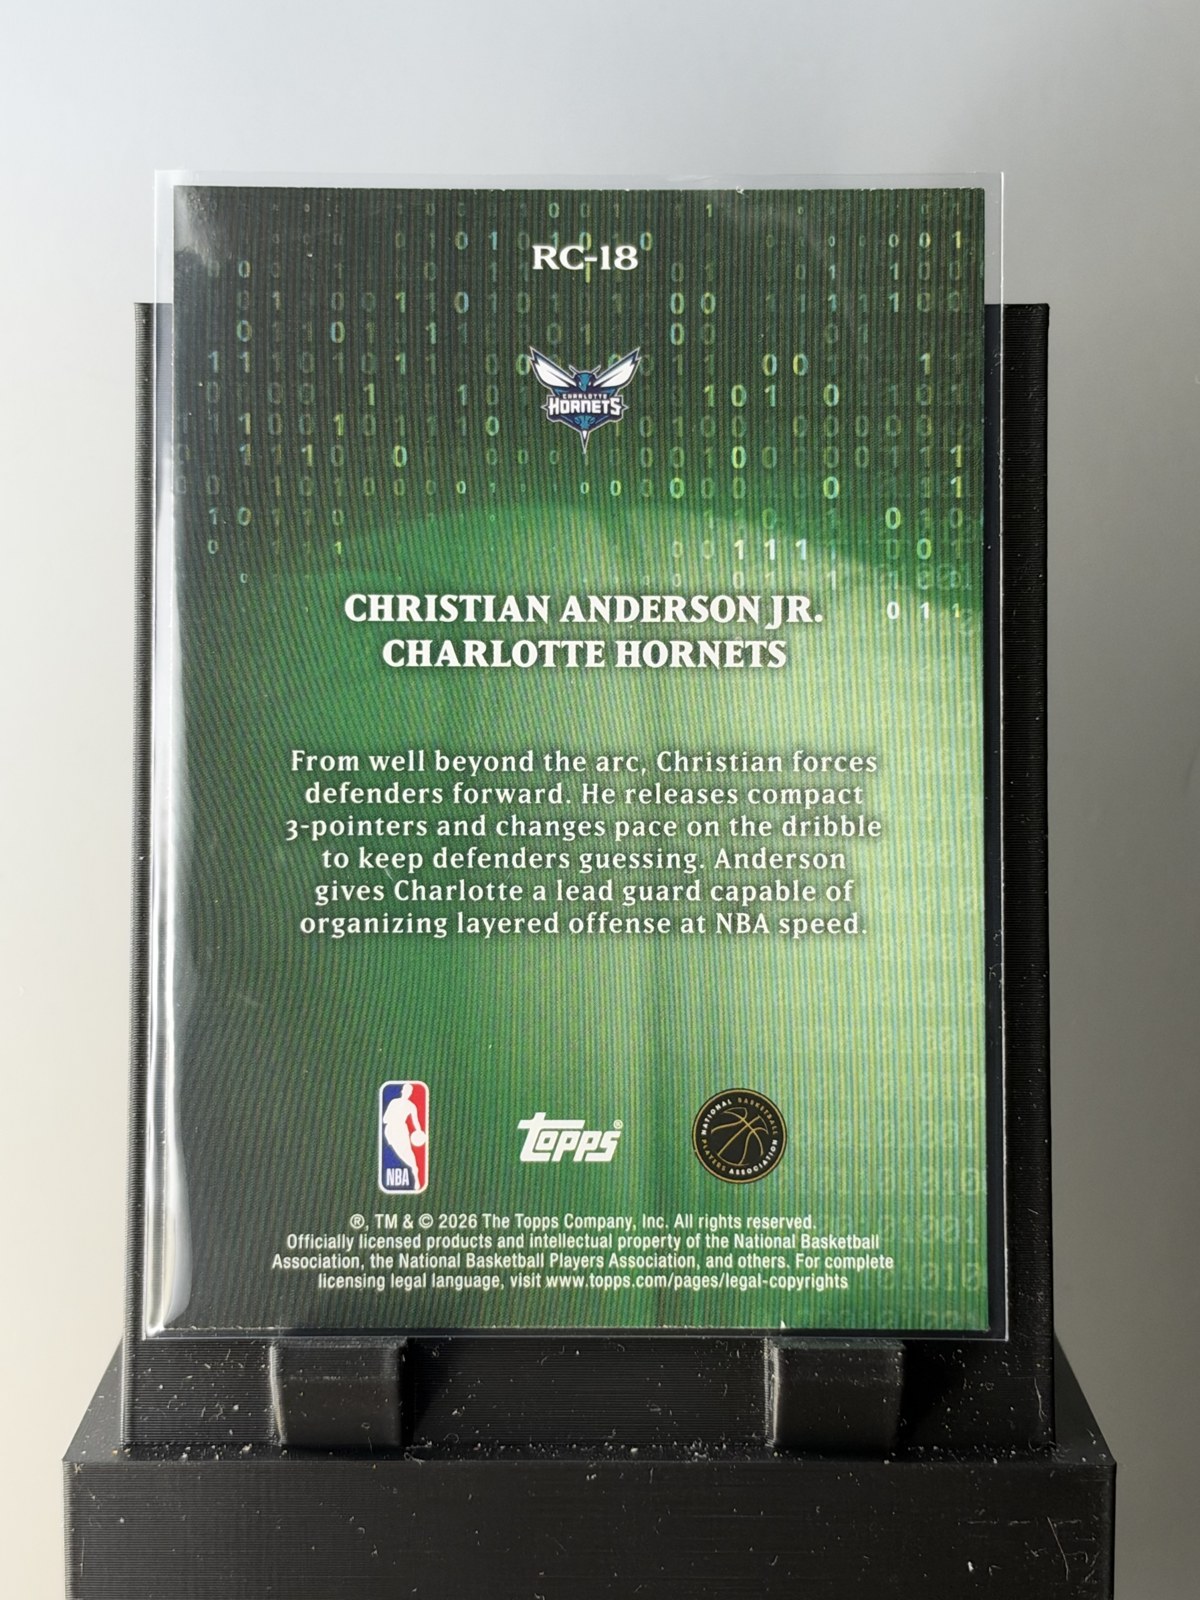 RC-18
CHARLOTTE
HORNETS
CHRISTIAN ANDERSON JR.
CHARLOTTE HORNETS
From well beyond the arc, Christian forces
defenders forward. He releases compact
3-pointers and changes pace on the dribble
to keep defenders guessing. Anderson
gives Charlotte a lead guard capable of
organizing layered offense at NBA speed.
NBA
topps®
NATIONAL BASKETBALL
PLAYERS ASSOCIATION
®, TM & © 2026 The Topps Company, Inc. All rights reserved.
Officially licensed products and intellectual property of the National Basketball
Association, the National Basketball Players Association, and others. For complete
licensing legal language, visit www.topps.com/pages/legal-copyrights